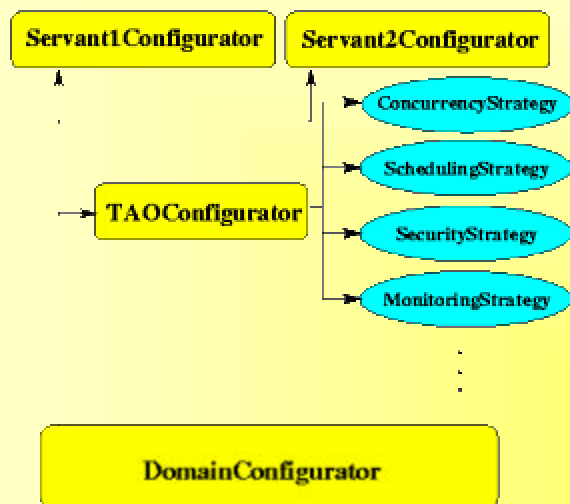 Servant1Configurator
Servant2Configurator
ConcurrencyStrategy
SchedulingStrategy
TAOConfigurator
SecurityStrategy
MonitoringStrategy
DomainConfigurator